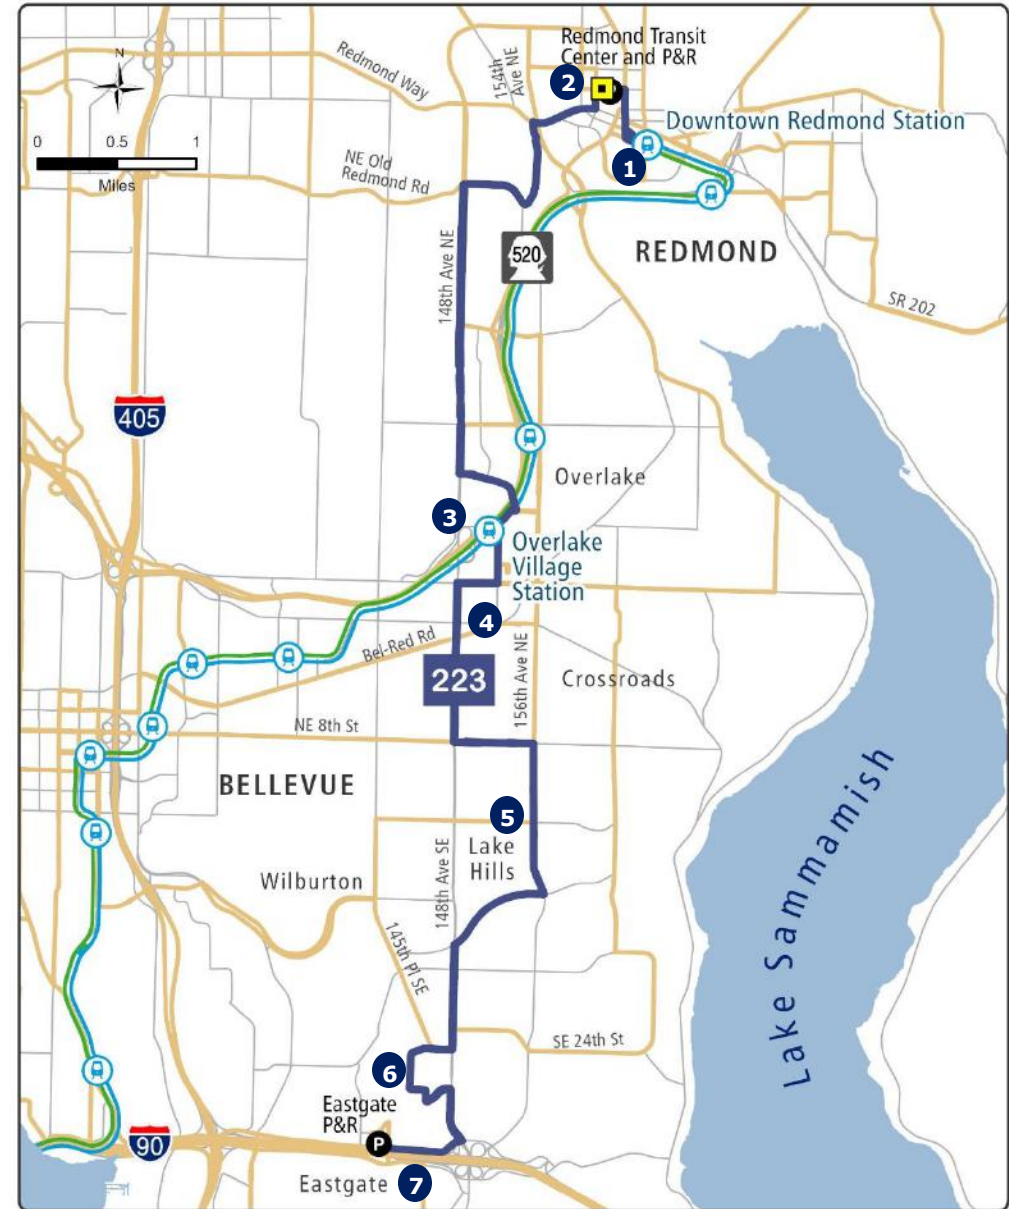 Redmond Transit
Center and P&R
2
154th
Ave NE
Redmond Way
N
0 0.5 1
Miles
Downtown Redmond Station
1
NE Old
Redmond Rd
148th Ave NE
520
REDMOND
SR 202
405
Overlake
3
Overlake
Village
Station
4
Bel-Red Rd
223
156th Ave NE
Crossroads
NE 8th St
BELLEVUE
5
Lake
Hills
148th Ave SE
Wilburton
145th Pl SE
Lake Sammamish
SE 24th St
6
Eastgate
P&R
P
90
Eastgate
7